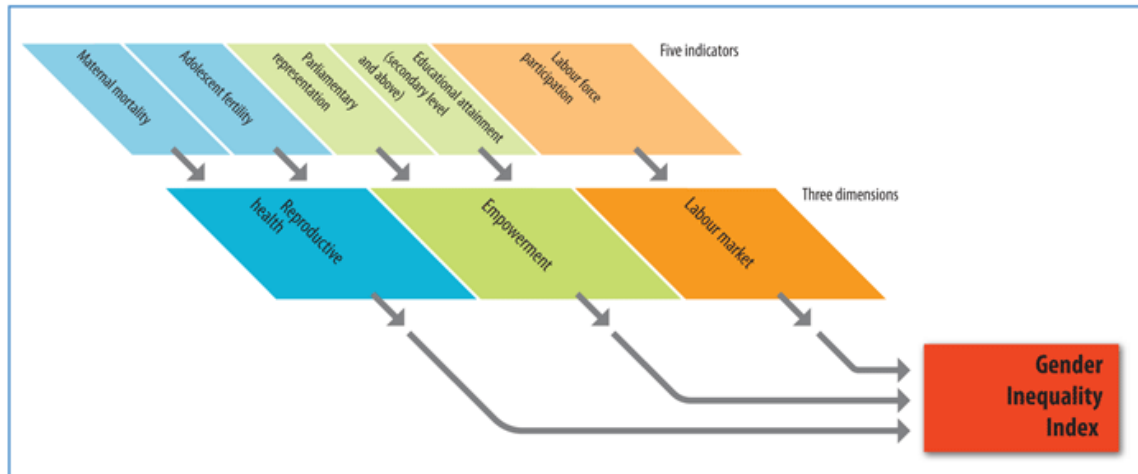 Maternal mortality
Adolescent fertility
Parliamentary
representation
Educational attainment
(secondary level
and above)
Labour force
participation
Five indicators
Reproductive
health
Empowerment
Labour market
Three dimensions
Gender
Inequality
Index